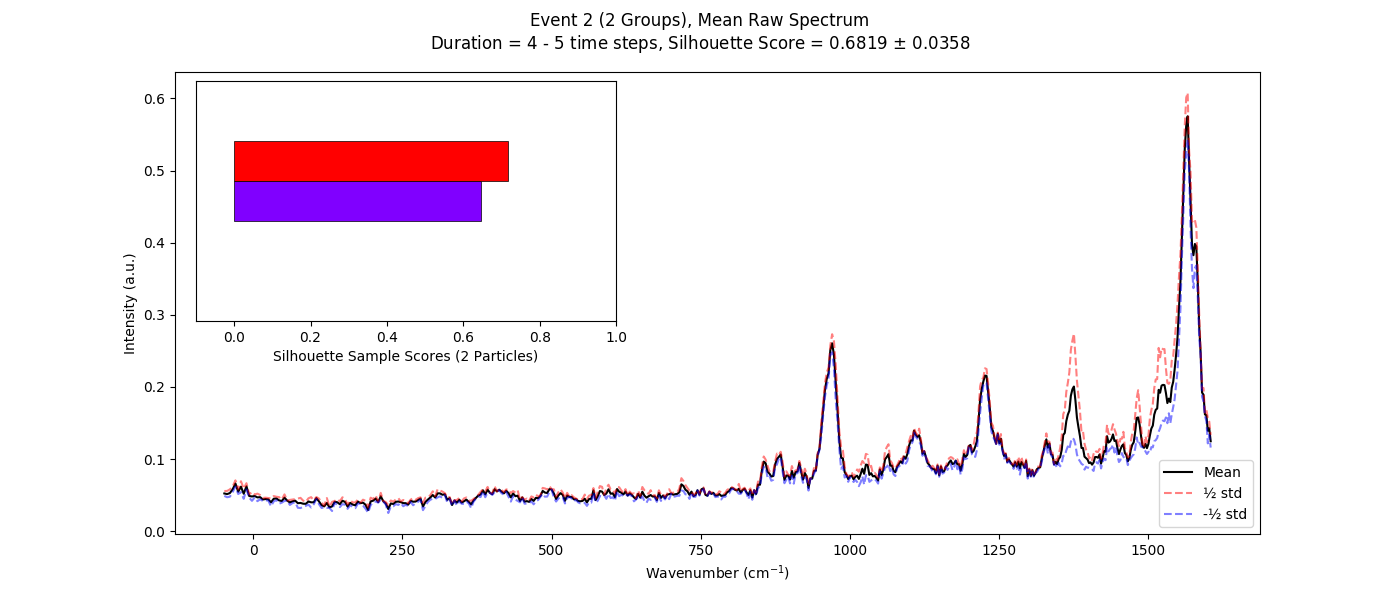 Event 2 (2 Groups), Mean Raw Spectrum
Duration = 4 - 5 time steps, Silhouette Score = 0.6819 ± 0.0358
Intensity (a.u.)
0.6
0.5
0.4
0.3
0.2
0.1
0.0
0.0 0.2 0.4 0.6 0.8 1.0
Silhouette Sample Scores (2 Particles)
Mean
½ std
-½ std
0 250 500 750 1000 1250 1500
Wavenumber (cm⁻¹)